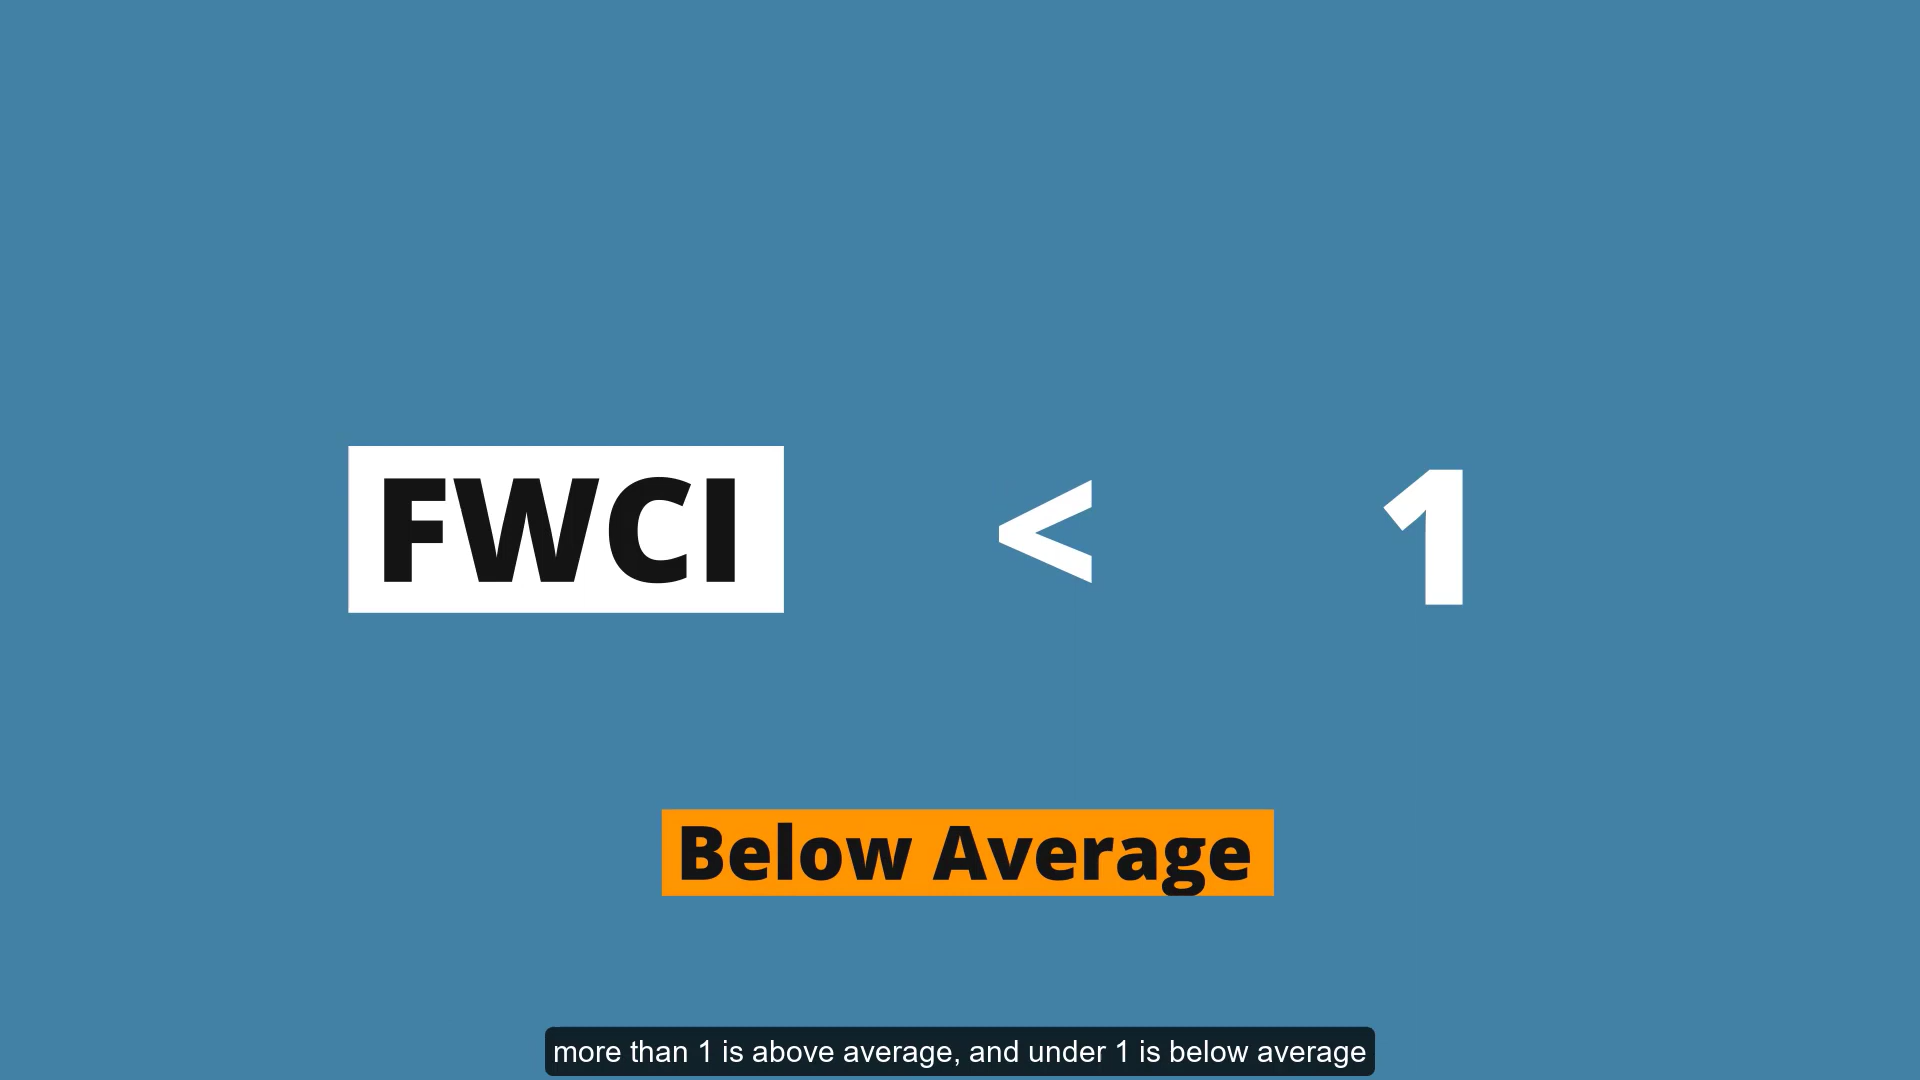 FWCI < 1
Below Average
more than 1 is above average, and under 1 is below average